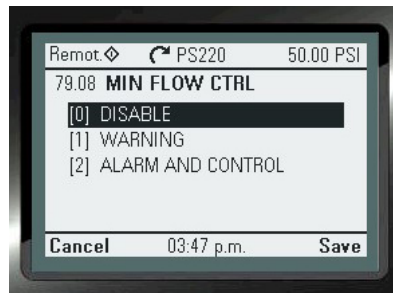 Remot. PS220 50.00 PSI
79.08 MIN FLOW CTRL
[0] DISABLE
[1] WARNING
[2] ALARM AND CONTROL
Cancel 03:47 p.m. Save